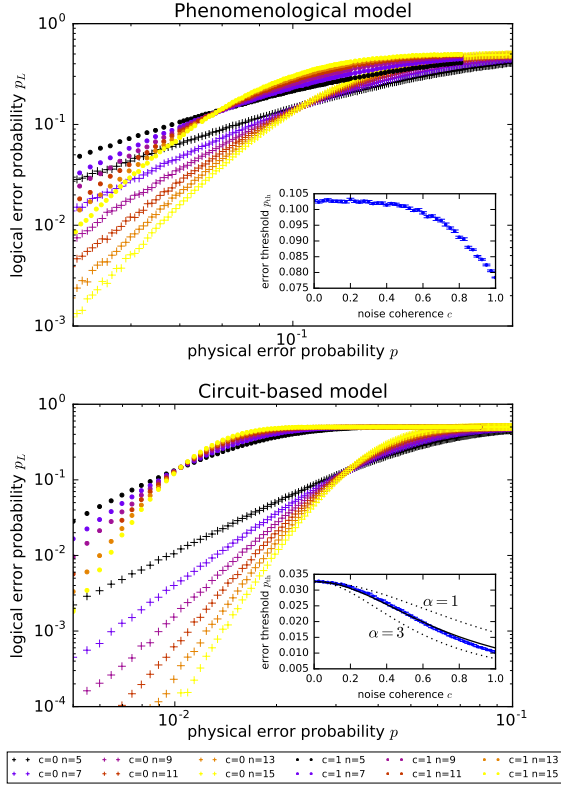 Phenomenological model
10^0
10^-1
10^-2
10^-3
logical error probability p_L
10^-1
physical error probability p
0.105
0.100
0.095
0.090
0.085
0.080
0.075
error threshold p_th
0.0 0.2 0.4 0.6 0.8 1.0
noise coherence c
Circuit-based model
10^0
10^-1
10^-2
10^-3
10^-4
logical error probability p_L
10^-2 10^-1
physical error probability p
0.035
0.030
0.025
0.020
0.015
0.010
0.005
error threshold p_th
α = 1
α = 3
0.0 0.2 0.4 0.6 0.8 1.0
noise coherence c
c=0 n=5 c=0 n=9 c=0 n=13 c=1 n=5 c=1 n=9 c=1 n=13
c=0 n=7 c=0 n=11 c=0 n=15 c=1 n=7 c=1 n=11 c=1 n=15